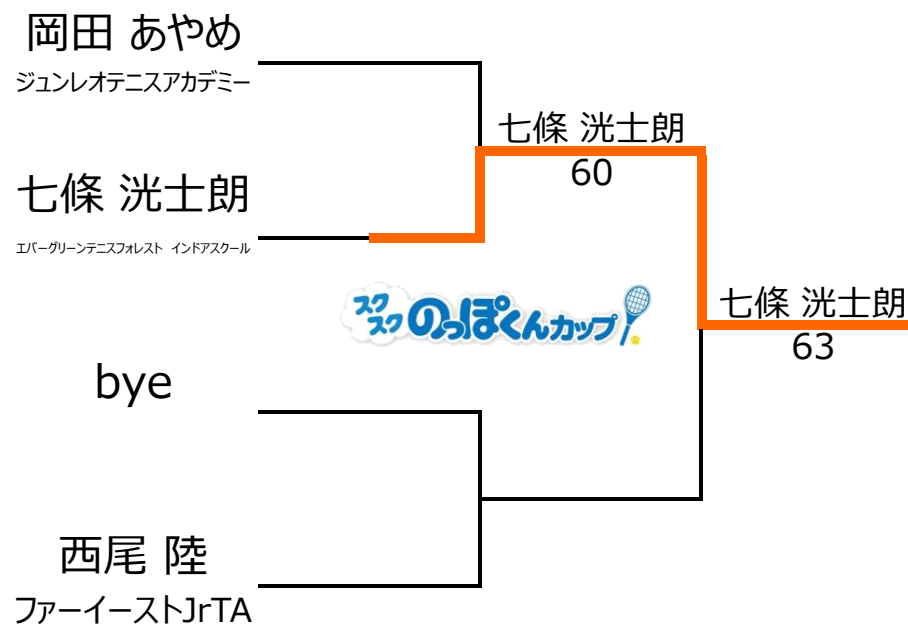 岡田 あやめ
ジュンレオテニスアカデミー
七條 洸士朗
60
七條 洸士朗
エバーグリーンテニスフォレスト インドアスクール
スクスク のっぽくんカップ
七條 洸士朗
63
bye
西尾 陸
ファーイーストJrTA